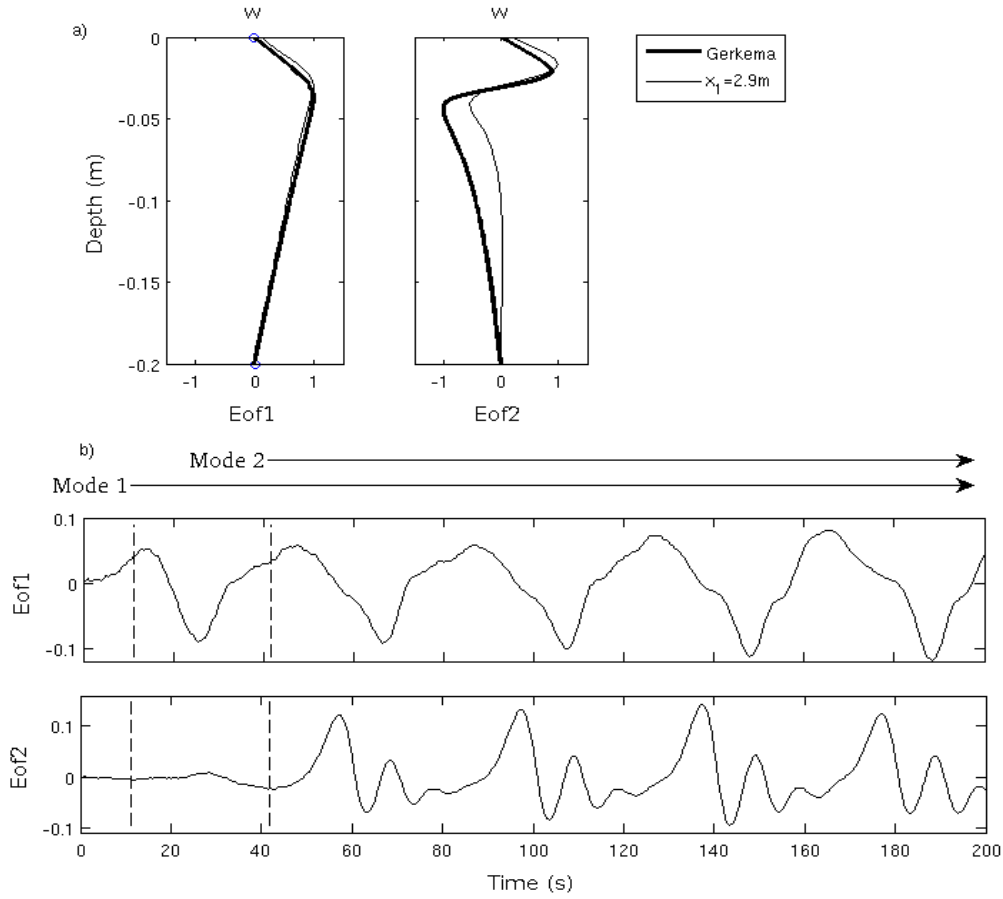 a)
w
w
0
-0.05
-0.1
-0.15
-0.2
Depth (m)
-1 0 1
Eof1
-1 0 1
Eof2
Gerkema
x1=2.9m
b)
Mode 2
Mode 1
0.1
0
-0.1
Eof1
0.1
0
-0.1
Eof2
0 20 40 60 80 100 120 140 160 180 200
Time (s)